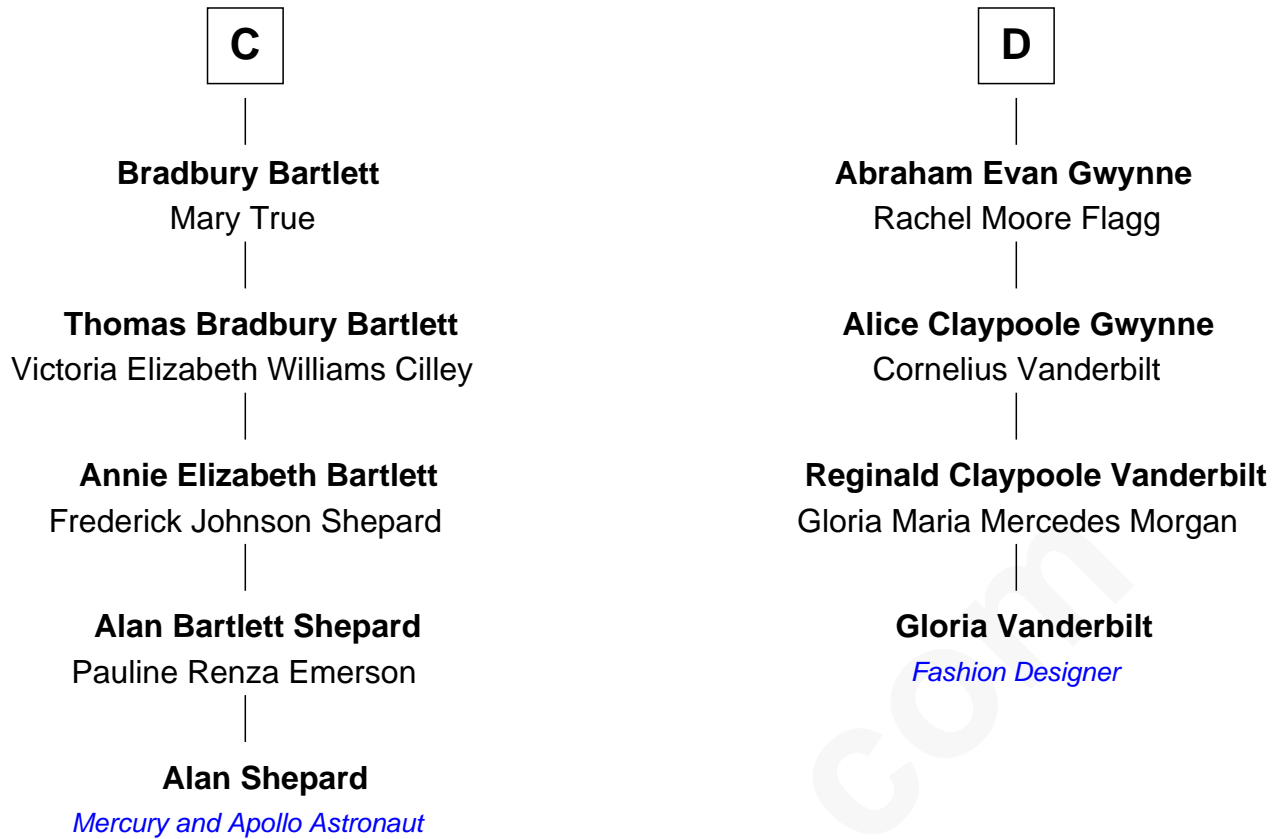 C
Bradbury Bartlett
Mary True
Thomas Bradbury Bartlett
Victoria Elizabeth Williams Cilley
Annie Elizabeth Bartlett
Frederick Johnson Shepard
Alan Bartlett Shepard
Pauline Renza Emerson
Alan Shepard
Mercury and Apollo Astronaut
D
Abraham Evan Gwynne
Rachel Moore Flagg
Alice Claypoole Gwynne
Cornelius Vanderbilt
Reginald Claypoole Vanderbilt
Gloria Maria Mercedes Morgan
Gloria Vanderbilt
Fashion Designer
com